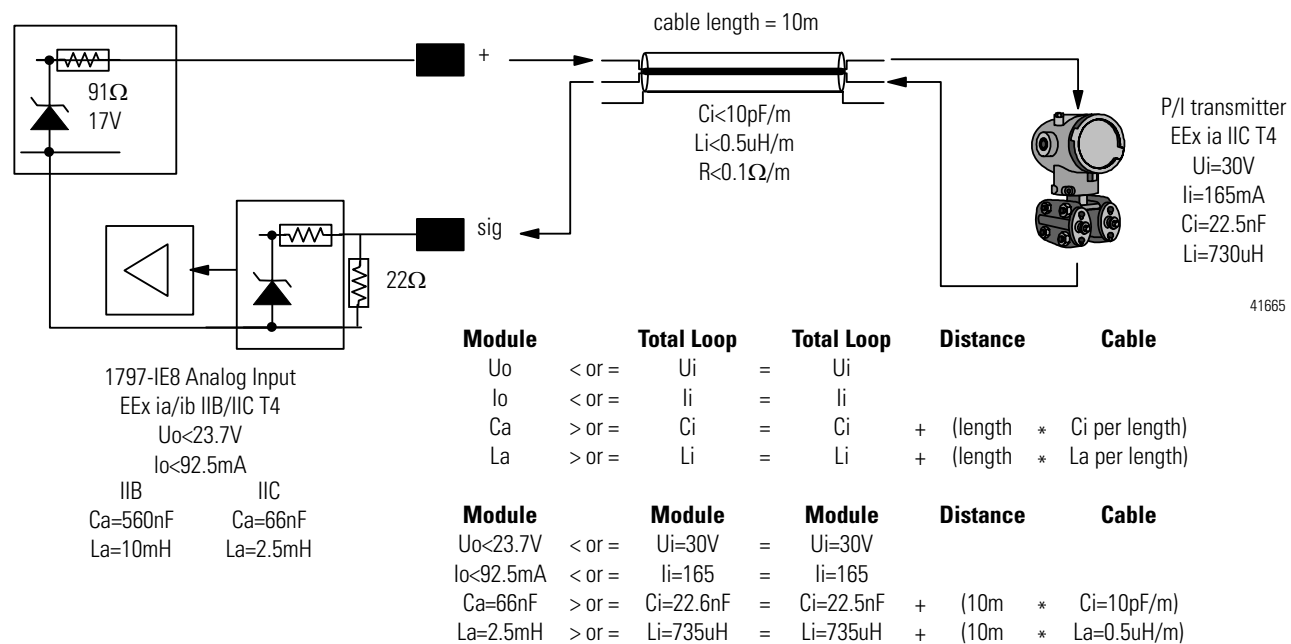 cable length = 10m
91Ω
17V
+
Ci<10pF/m
Li<0.5uH/m
R<0.1Ω/m
P/I transmitter
EEx ia IIC T4
Ui=30V
Ii=165mA
Ci=22.5nF
Li=730uH
sig
22Ω
41665
1797-IE8 Analog Input
EEx ia/ib IIB/IIC T4
Uo<23.7V
Io<92.5mA
IIB IIC
Ca=560nF Ca=66nF
La=10mH La=2.5mH
Module Total Loop Total Loop Distance Cable
Uo < or = Ui = Ui
Io < or = Ii = Ii
Ca > or = Ci = Ci + (length * Ci per length)
La > or = Li = Li + (length * La per length)
Module Module Module Distance Cable
Uo<23.7V < or = Ui=30V = Ui=30V
Io<92.5mA < or = Ii=165 = Ii=165
Ca=66nF > or = Ci=22.6nF = Ci=22.5nF + (10m * Ci=10pF/m)
La=2.5mH > or = Li=735uH = Li=735uH + (10m * La=0.5uH/m)